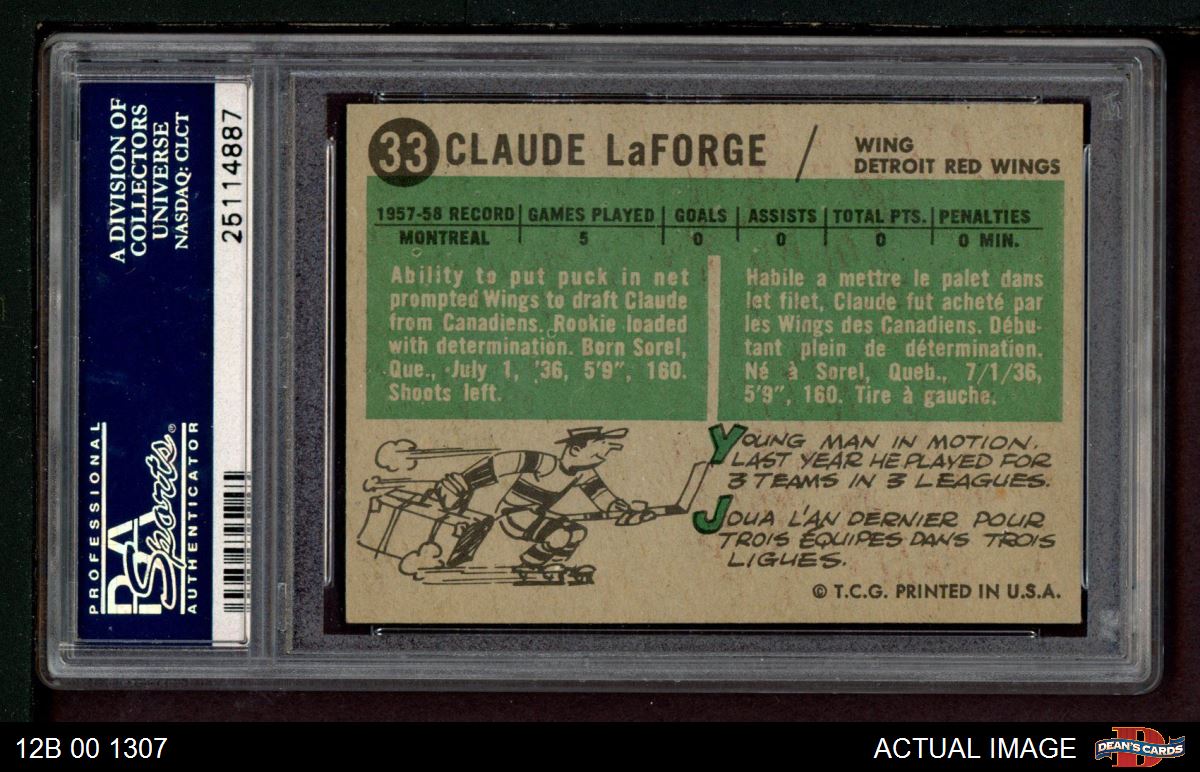 A DIVISION OF
COLLECTORS
UNIVERSE
NASDAQ: CLCT
25114887
PROFESSIONAL
PSA
Sports®
AUTHENTICATOR
33 CLAUDE LaFORGE / WING
DETROIT RED WINGS
1957-58 RECORD GAMES PLAYED GOALS ASSISTS TOTAL PTS. PENALTIES
MONTREAL 5 0 0 0 0 MIN.
Ability to put puck in net
prompted Wings to draft Claude
from Canadiens. Rookie loaded
with determination. Born Sorel,
Que., July 1, '36, 5'9", 160.
Shoots left.
Habile a mettre le palet dans
let filet, Claude fut acheté par
les Wings des Canadiens. Débu-
tant plein de détermination.
Né à Sorel, Queb., 7/1/36,
5'9", 160. Tire à gauche.
YOUNG MAN IN MOTION.
LAST YEAR HE PLAYED FOR
3 TEAMS IN 3 LEAGUES.
JOUA L'AN DERNIER POUR
TROIS ÉQUIPES DANS TROIS
LIGUES.
© T.C.G. PRINTED IN U.S.A.
12B 00 1307
ACTUAL IMAGE
D
DEAN'S CARDS